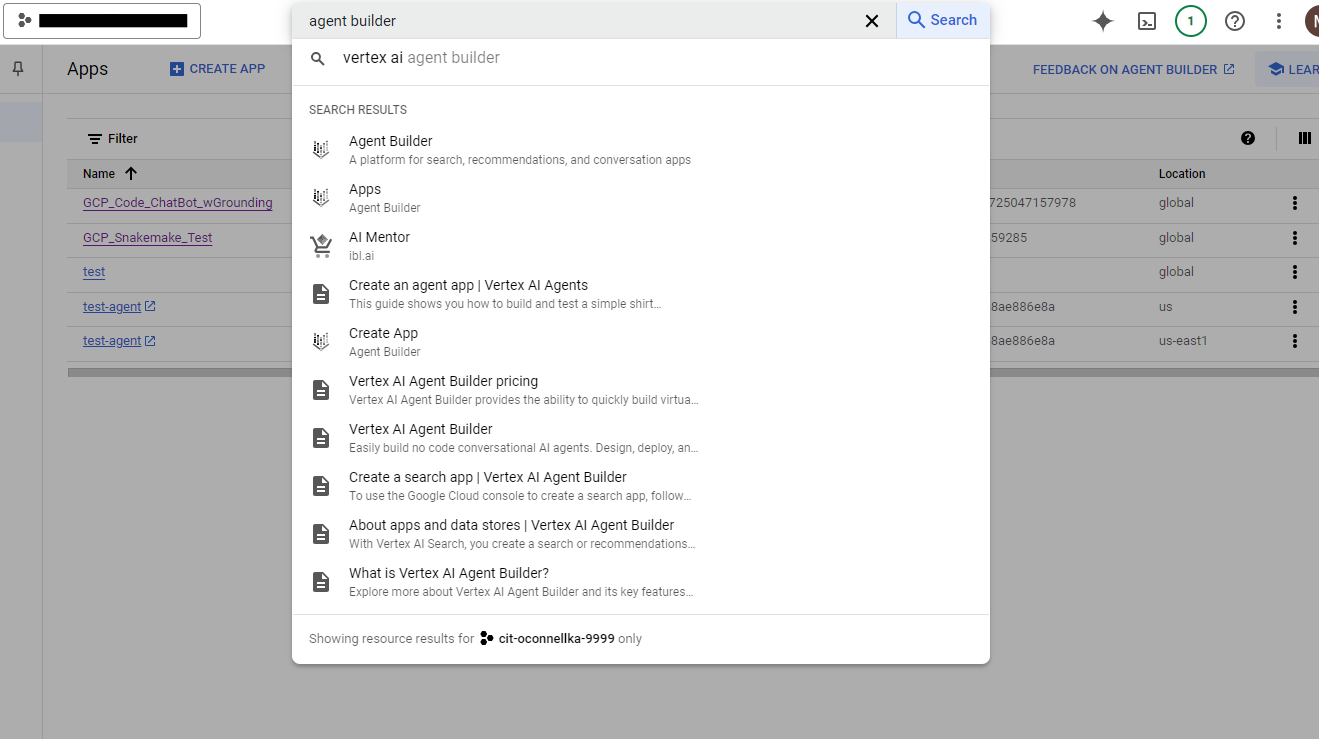 agent builder
Search
1
vertex ai agent builder
Apps
CREATE APP
FEEDBACK ON AGENT BUILDER
LEAR
SEARCH RESULTS
Agent Builder
A platform for search, recommendations, and conversation apps
Apps
Agent Builder
AI Mentor
ibl.ai
Create an agent app | Vertex AI Agents
This guide shows you how to build and test a simple shirt…
Create App
Agent Builder
Vertex AI Agent Builder pricing
Vertex AI Agent Builder provides the ability to quickly build virtua…
Vertex AI Agent Builder
Easily build no code conversational AI agents. Design, deploy, an…
Create a search app | Vertex AI Agent Builder
To use the Google Cloud console to create a search app, follow…
About apps and data stores | Vertex AI Agent Builder
With Vertex AI Search, you create a search or recommendations…
What is Vertex AI Agent Builder?
Explore more about Vertex AI Agent Builder and its key features…
Showing resource results for cit-oconnellka-9999 only
Filter
Name Location
GCP_Code_ChatBot_wGrounding 725047157978 global
GCP_Snakemake_Test 59285 global
test global
test-agent 8ae886e8a us
test-agent 8ae886e8a us-east1